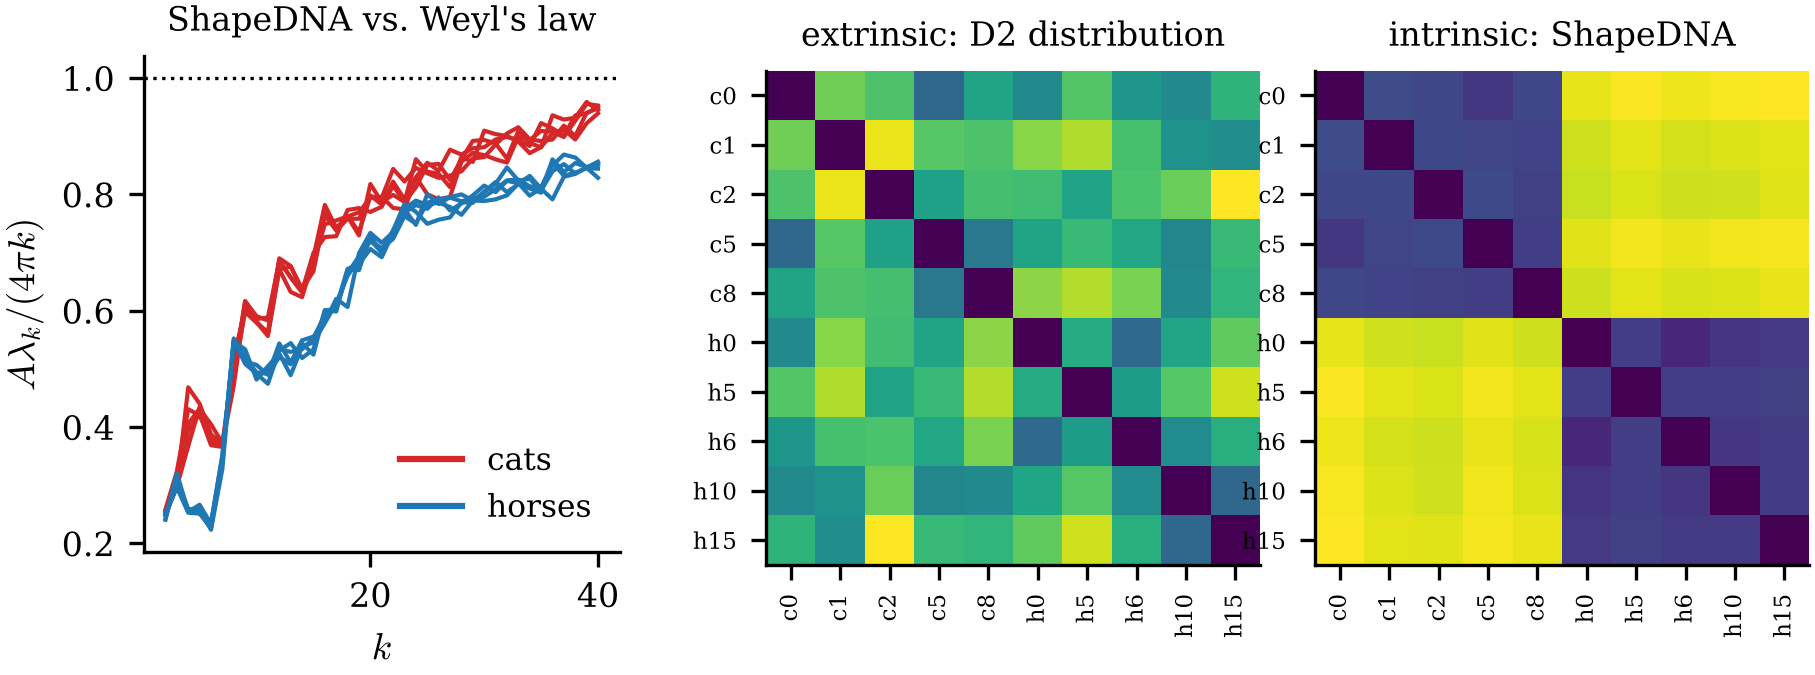 ShapeDNA vs. Weyl's law
1.0
0.8
0.6
0.4
0.2
Aλₖ/(4πk)
cats
horses
20 40
k
extrinsic: D2 distribution
c0
c1
c2
c5
c8
h0
h5
h6
h10
h15
c0 c1 c2 c5 c8 h0 h5 h6 h10 h15
intrinsic: ShapeDNA
c0
c1
c2
c5
c8
h0
h5
h6
h10
h15
c0 c1 c2 c5 c8 h0 h5 h6 h10 h15